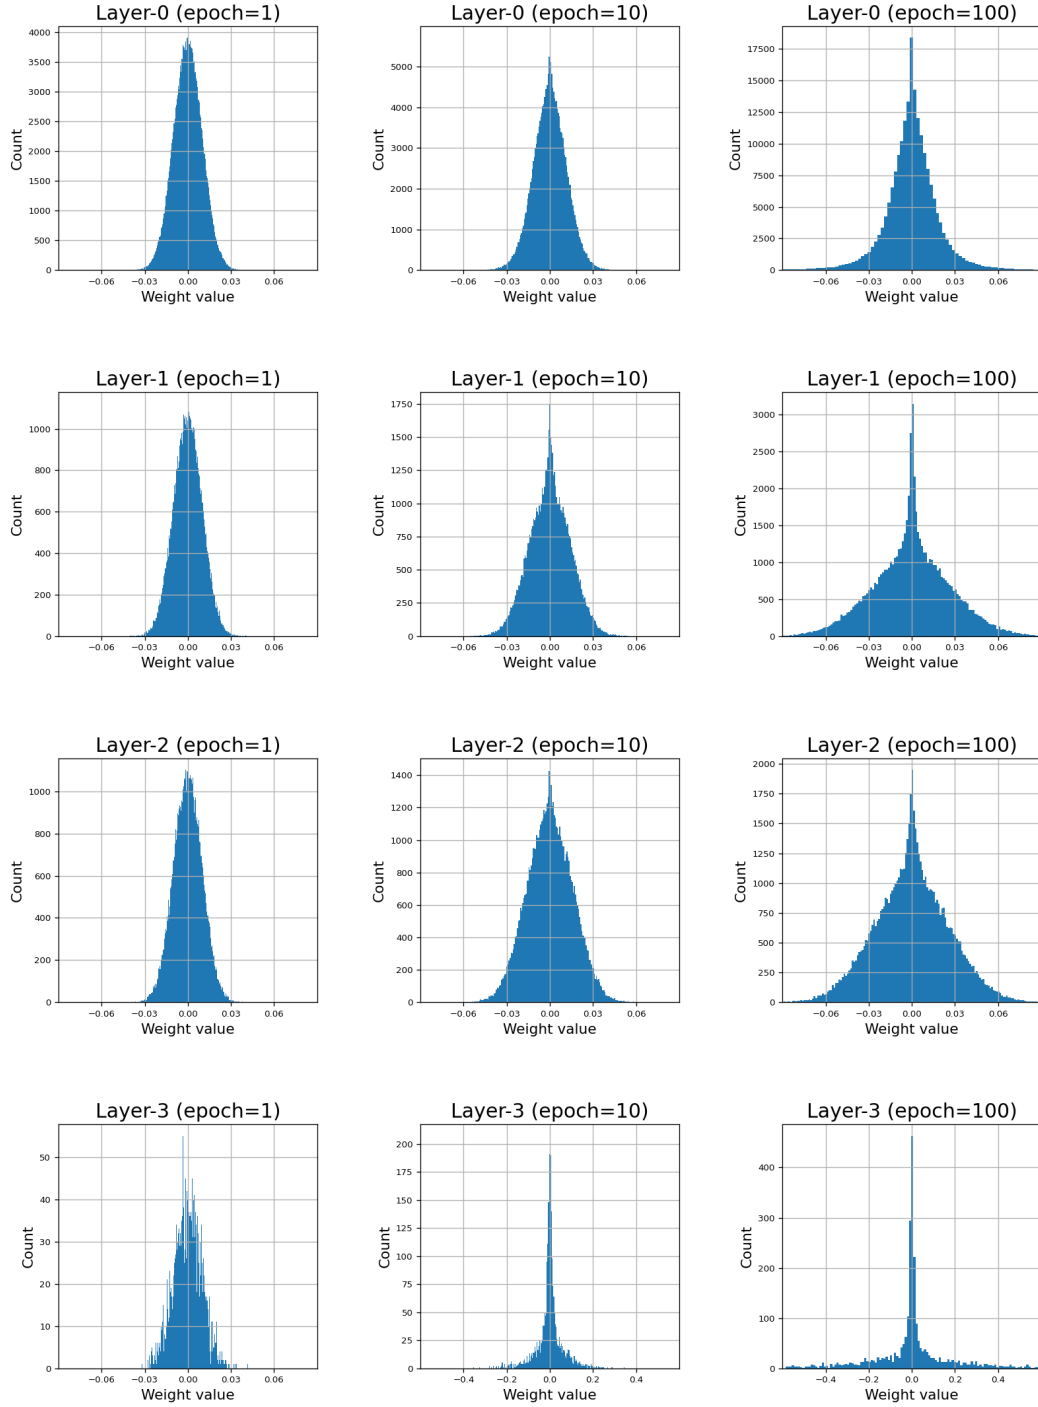 Layer-0 (epoch=1) Layer-0 (epoch=10) Layer-0 (epoch=100)
4000
3500
3000
2500
2000
1500
1000
500
0
Count
−0.06 −0.03 0.00 0.03 0.06
Weight value
5000
4000
3000
2000
1000
0
Count
−0.06 −0.03 0.00 0.03 0.06
Weight value
17500
15000
12500
10000
7500
5000
2500
0
Count
−0.06 −0.03 0.00 0.03 0.06
Weight value
Layer-1 (epoch=1) Layer-1 (epoch=10) Layer-1 (epoch=100)
1000
800
600
400
200
0
Count
−0.06 −0.03 0.00 0.03 0.06
Weight value
1750
1500
1250
1000
750
500
250
0
Count
−0.06 −0.03 0.00 0.03 0.06
Weight value
3000
2500
2000
1500
1000
500
0
Count
−0.06 −0.03 0.00 0.03 0.06
Weight value
Layer-2 (epoch=1) Layer-2 (epoch=10) Layer-2 (epoch=100)
1000
800
600
400
200
0
Count
−0.06 −0.03 0.00 0.03 0.06
Weight value
1400
1200
1000
800
600
400
200
0
Count
−0.06 −0.03 0.00 0.03 0.06
Weight value
2000
1750
1500
1250
1000
750
500
250
0
Count
−0.06 −0.03 0.00 0.03 0.06
Weight value
Layer-3 (epoch=1) Layer-3 (epoch=10) Layer-3 (epoch=100)
50
40
30
20
10
0
Count
−0.06 −0.03 0.00 0.03 0.06
Weight value
200
175
150
125
100
75
50
25
0
Count
−0.4 −0.2 0.0 0.2 0.4
Weight value
400
300
200
100
0
Count
−0.4 −0.2 0.0 0.2 0.4
Weight value